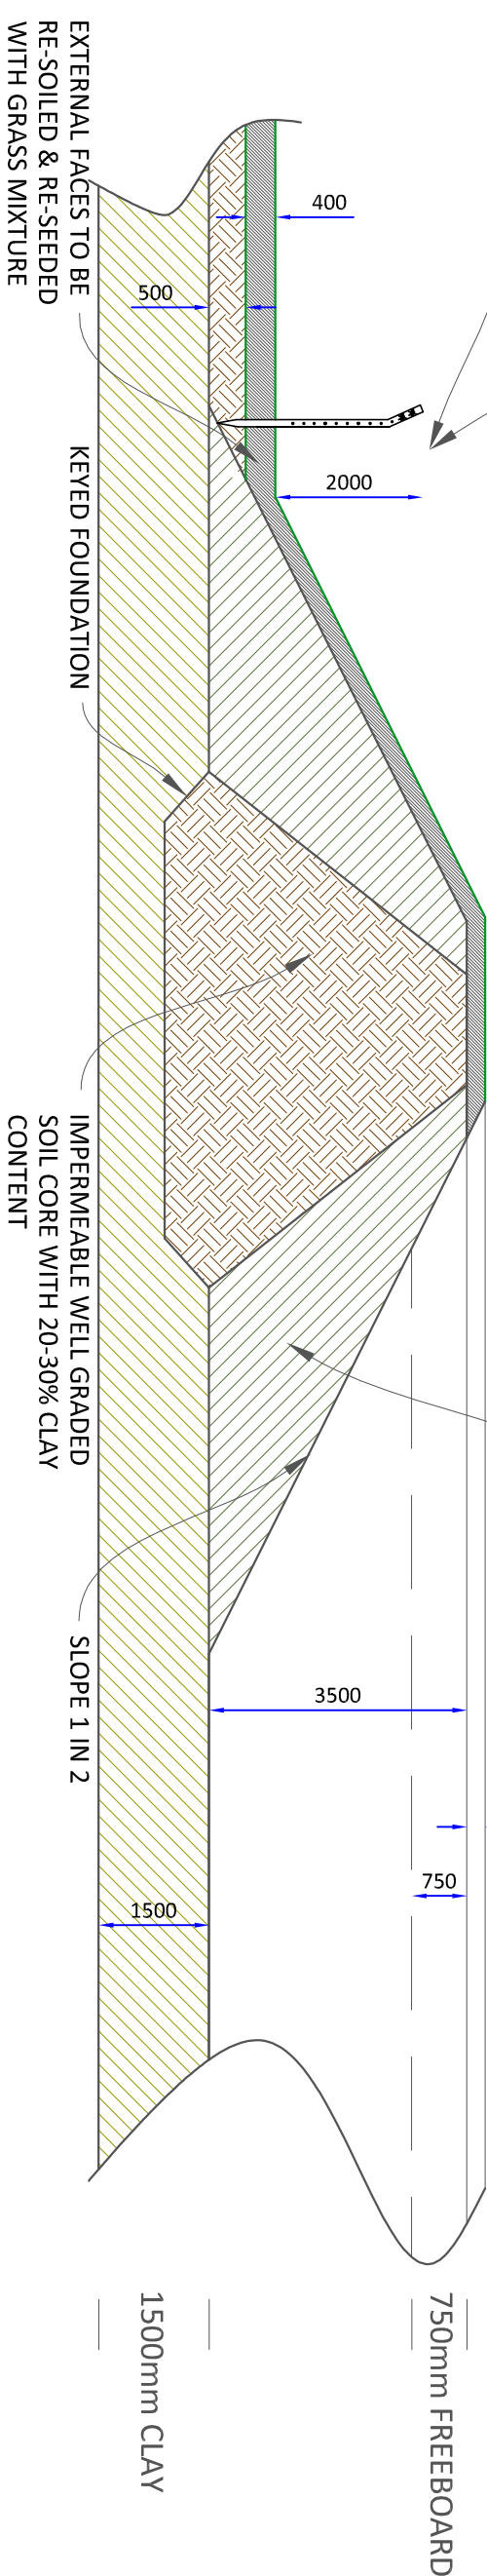 EXTERNAL FACES TO BE
RE-SOILED & RE-SEEDED
WITH GRASS MIXTURE
KEYED FOUNDATION
IMPERMEABLE WELL GRADED
SOIL CORE WITH 20-30% CLAY
CONTENT
SLOPE 1 IN 2
400
500
2000
3500
750
1500
1500mm CLAY
750mm FREEBOARD